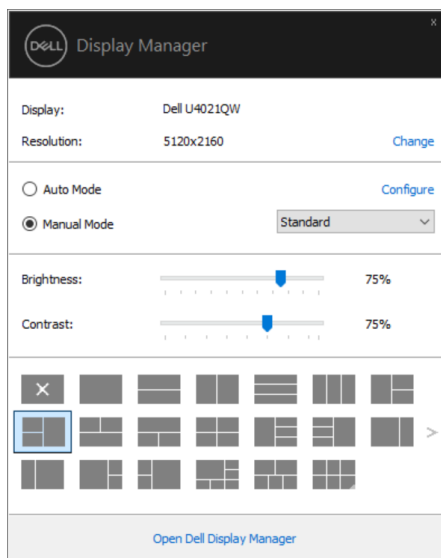 x
DELL Display Manager
Display: Dell U4021QW
Resolution: 5120x2160 Change
Auto Mode Configure
Manual Mode Standard
Brightness: 75%
Contrast: 75%
Open Dell Display Manager